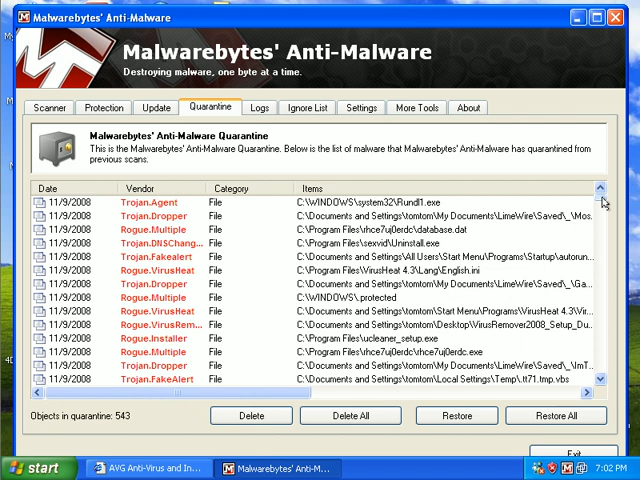 Malwarebytes' Anti-Malware
Malwarebytes' Anti-Malware
Destroying malware, one byte at a time.
Scanner Protection Update Quarantine Logs Ignore List Settings More Tools About
Malwarebytes' Anti-Malware Quarantine
This is the Malwarebytes' Anti-Malware Quarantine. Below is the list of malware that Malwarebytes' Anti-Malware has quarantined from
previous scans.
Date Vendor Category Items
11/9/2008 Trojan.Agent File C:\WINDOWS\system32\Rundl1.exe
11/9/2008 Trojan.Dropper File C:\Documents and Settings\tomtom\My Documents\LimeWire\Saved\_\Mos...
11/9/2008 Rogue.Multiple File C:\Program Files\rhce7uj0erdc\database.dat
11/9/2008 Trojan.DNSChang... File C:\Program Files\sexvid\Uninstall.exe
11/9/2008 Trojan.Fakealert File C:\Documents and Settings\All Users\Start Menu\Programs\Startup\autorun...
11/9/2008 Rogue.VirusHeat File C:\Program Files\VirusHeat 4.3\Lang\English.ini
11/9/2008 Trojan.Dropper File C:\Documents and Settings\tomtom\My Documents\LimeWire\Saved\_\Ga...
11/9/2008 Rogue.Multiple File C:\WINDOWS\.protected
11/9/2008 Rogue.VirusHeat File C:\Documents and Settings\tomtom\Start Menu\Programs\VirusHeat 4.3\Vir...
11/9/2008 Rogue.VirusRem... File C:\Documents and Settings\tomtom\Desktop\VirusRemover2008_Setup_Du...
11/9/2008 Rogue.Installer File C:\Program Files\ucleaner_setup.exe
11/9/2008 Rogue.Multiple File C:\Program Files\rhce7uj0erdc\rhce7uj0erdc.exe
11/9/2008 Trojan.Dropper File C:\Documents and Settings\tomtom\My Documents\LimeWire\Saved\_\ImT...
11/9/2008 Trojan.FakeAlert File C:\Documents and Settings\tomtom\Local Settings\Temp\.tt71.tmp.vbs
Objects in quarantine: 543 Delete Delete All Restore Restore All
Exit
start AVG Anti-Virus and In... Malwarebytes' Anti-M... 7:02 PM